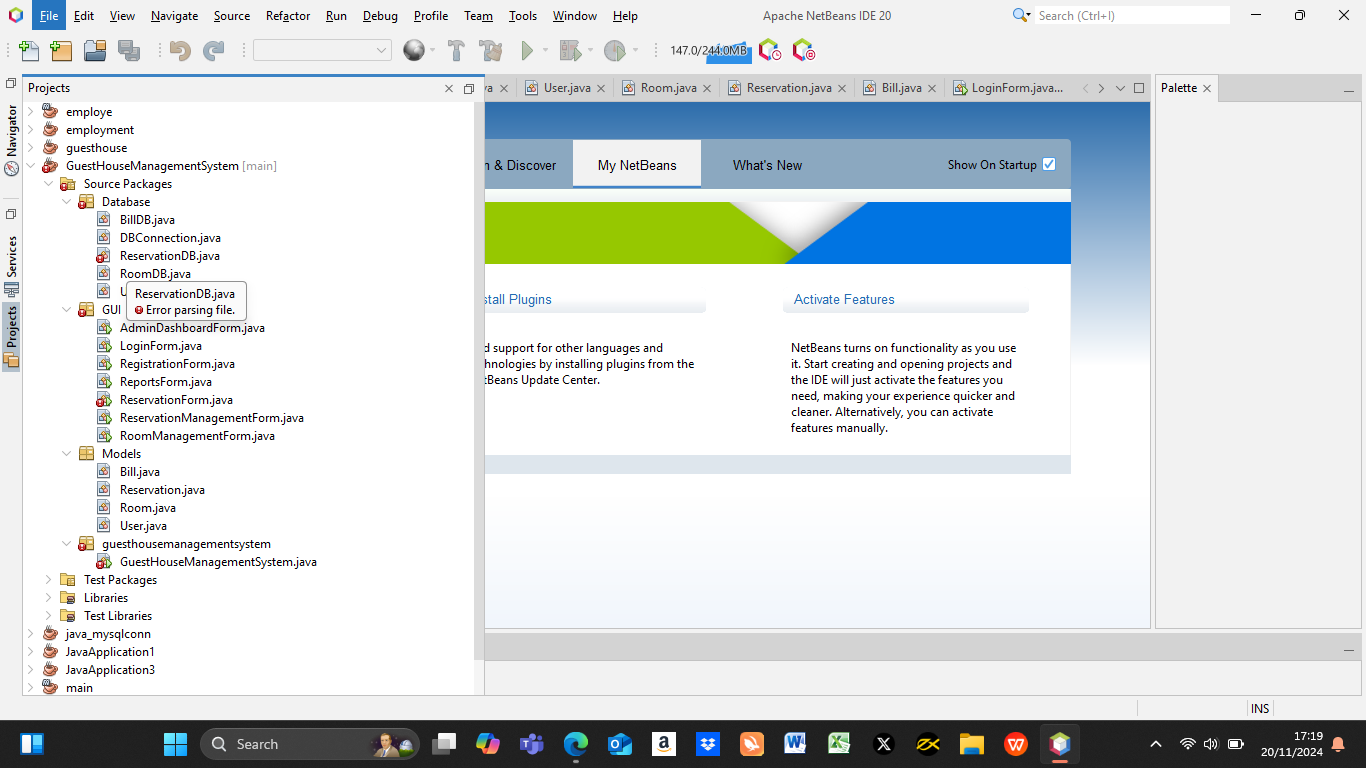 File Edit View Navigate Source Refactor Run Debug Profile Team Tools Window Help
Apache NetBeans IDE 20
Search (Ctrl+I)
147.0/244.0MB
Projects
User.java
Room.java
Reservation.java
Bill.java
LoginForm.java...
Palette
Navigator
Services
Projects
employe
employment
guesthouse
GuestHouseManagementSystem [main]
Source Packages
Database
BillDB.java
DBConnection.java
ReservationDB.java
RoomDB.java
U
ReservationDB.java
Error parsing file.
GUI
AdminDashboardForm.java
LoginForm.java
RegistrationForm.java
ReportsForm.java
ReservationForm.java
ReservationManagementForm.java
RoomManagementForm.java
Models
Bill.java
Reservation.java
Room.java
User.java
guesthousemanagementsystem
GuestHouseManagementSystem.java
Test Packages
Libraries
Test Libraries
java_mysqlconn
JavaApplication1
JavaApplication3
main
& Discover
My NetBeans
What's New
Show On Startup
stall Plugins
d support for other languages and
chnologies by installing plugins from the
tBeans Update Center.
Activate Features
NetBeans turns on functionality as you use
it. Start creating and opening projects and
the IDE will just activate the features you
need, making your experience quicker and
cleaner. Alternatively, you can activate
features manually.
INS
Search
17:19
20/11/2024